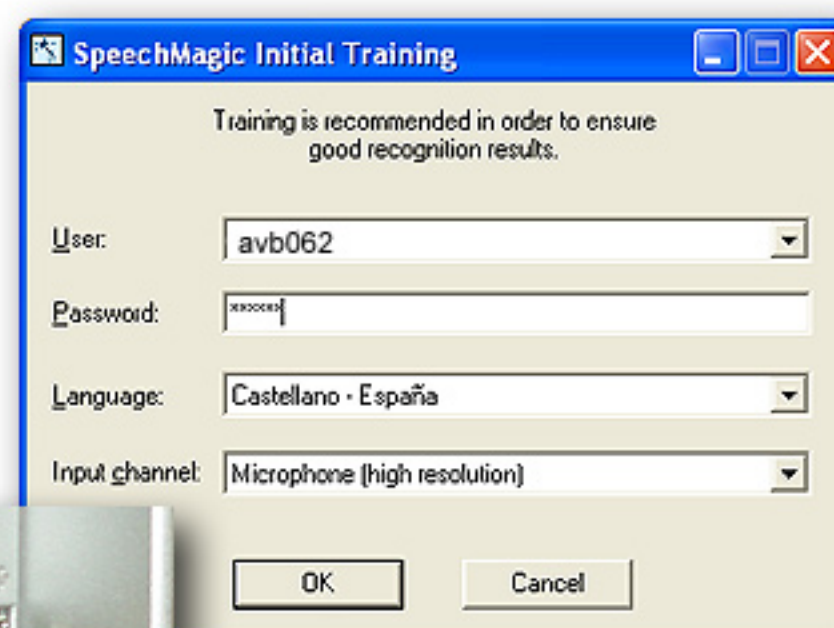 SpeechMagic Initial Training
Training is recommended in order to ensure
good recognition results.
User: avb062
Password: ******
Language: Castellano - España
Input channel: Microphone (high resolution)
OK Cancel